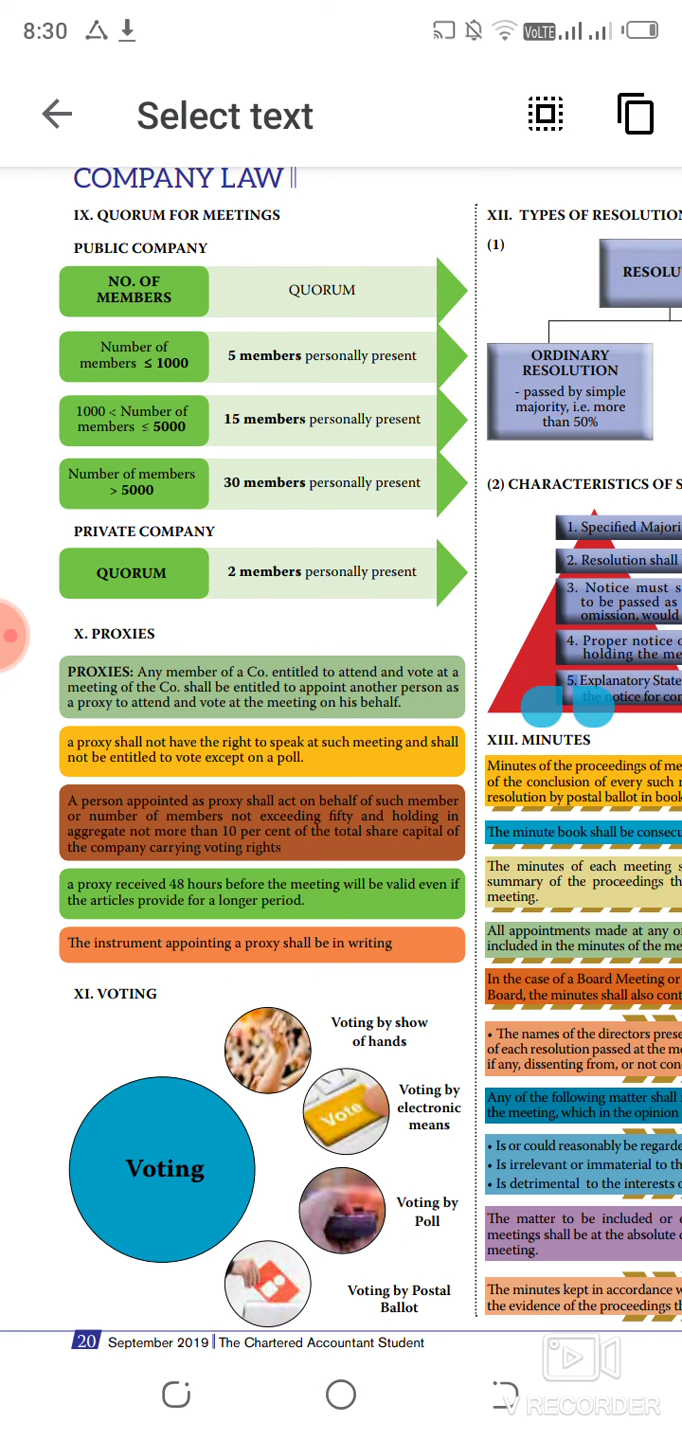 8:30
VoLTE
Select text
COMPANY LAW
IX. QUORUM FOR MEETINGS
PUBLIC COMPANY
NO. OF
MEMBERS
QUORUM
Number of
members ≤ 1000
5 members personally present
1000 < Number of
members ≤ 5000
15 members personally present
Number of members
> 5000
30 members personally present
PRIVATE COMPANY
QUORUM
2 members personally present
X. PROXIES
PROXIES: Any member of a Co. entitled to attend and vote at a
meeting of the Co. shall be entitled to appoint another person as
a proxy to attend and vote at the meeting on his behalf.
a proxy shall not have the right to speak at such meeting and shall
not be entitled to vote except on a poll.
A person appointed as proxy shall act on behalf of such member
or number of members not exceeding fifty and holding in
aggregate not more than 10 per cent of the total share capital of
the company carrying voting rights
a proxy received 48 hours before the meeting will be valid even if
the articles provide for a longer period.
The instrument appointing a proxy shall be in writing
XI. VOTING
Voting
Voting by show
of hands
Vote
Voting by
electronic
means
Voting by
Poll
Voting by Postal
Ballot
XII. TYPES OF RESOLUTION
(1)
RESOLU
ORDINARY
RESOLUTION
- passed by simple
majority, i.e. more
than 50%
(2) CHARACTERISTICS OF S
1. Specified Majori
2. Resolution shall
3. Notice must s
to be passed as
omission, would
4. Proper notice
holding the me
5. Explanatory State
the notice for con
XIII. MINUTES
Minutes of the proceedings of me
of the conclusion of every such
resolution by postal ballot in book
The minute book shall be consecu
The minutes of each meeting s
summary of the proceedings th
meeting.
All appointments made at any o
included in the minutes of the me
In the case of a Board Meeting or
Board, the minutes shall also cont
• The names of the directors prese
of each resolution passed at the me
if any, dissenting from, or not con
Any of the following matter shall
the meeting, which in the opinion
• Is or could reasonably be regarde
• Is irrelevant or immaterial to th
• Is detrimental to the interests
The matter to be included or
meetings shall be at the absolute
meeting.
The minutes kept in accordance w
the evidence of the proceedings th
20 September 2019 | The Chartered Accountant Student
V RECORDER